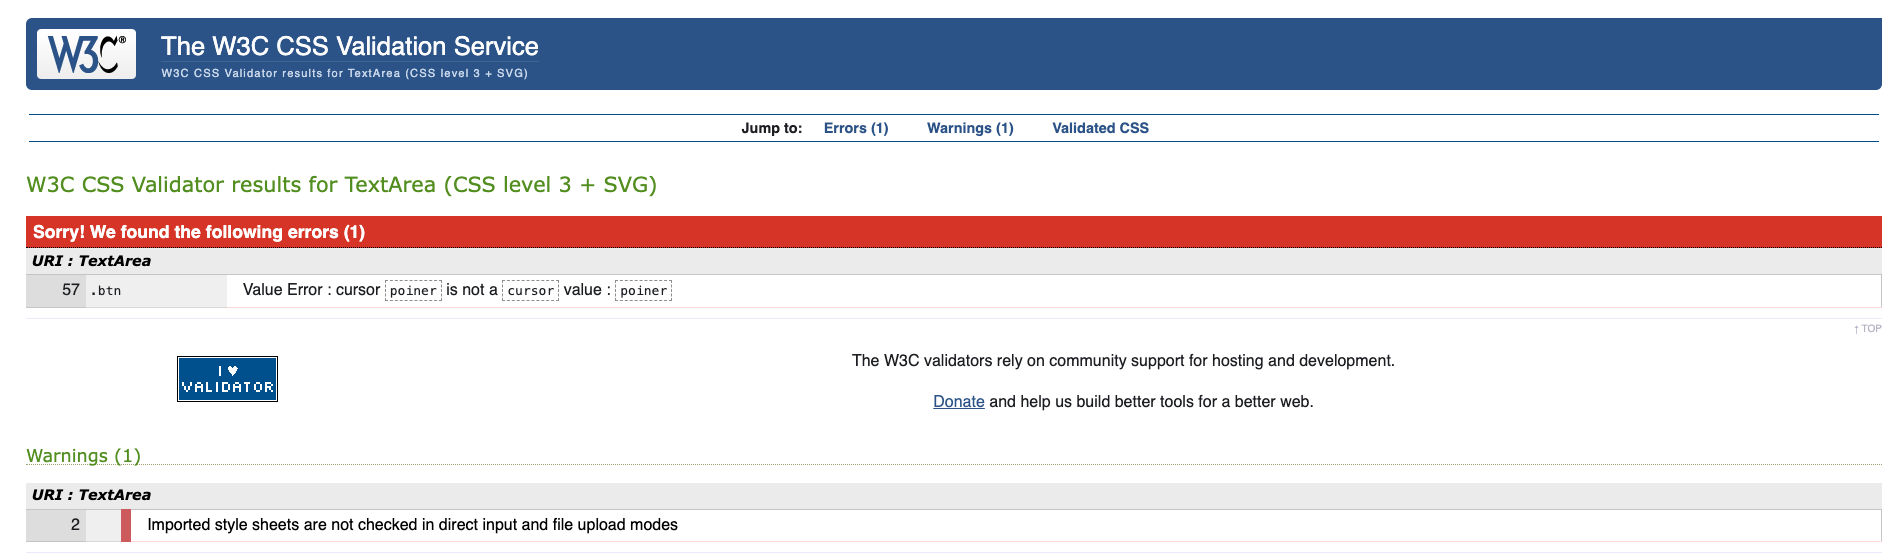 W3C®
The W3C CSS Validation Service
W3C CSS Validator results for TextArea (CSS level 3 + SVG)
Jump to: Errors (1) Warnings (1) Validated CSS
W3C CSS Validator results for TextArea (CSS level 3 + SVG)
Sorry! We found the following errors (1)
URI : TextArea
57 .btn Value Error : cursor poiner is not a cursor value : poiner
↑ TOP
I ♥
VALIDATOR
The W3C validators rely on community support for hosting and development.
Donate and help us build better tools for a better web.
Warnings (1)
URI : TextArea
2 Imported style sheets are not checked in direct input and file upload modes